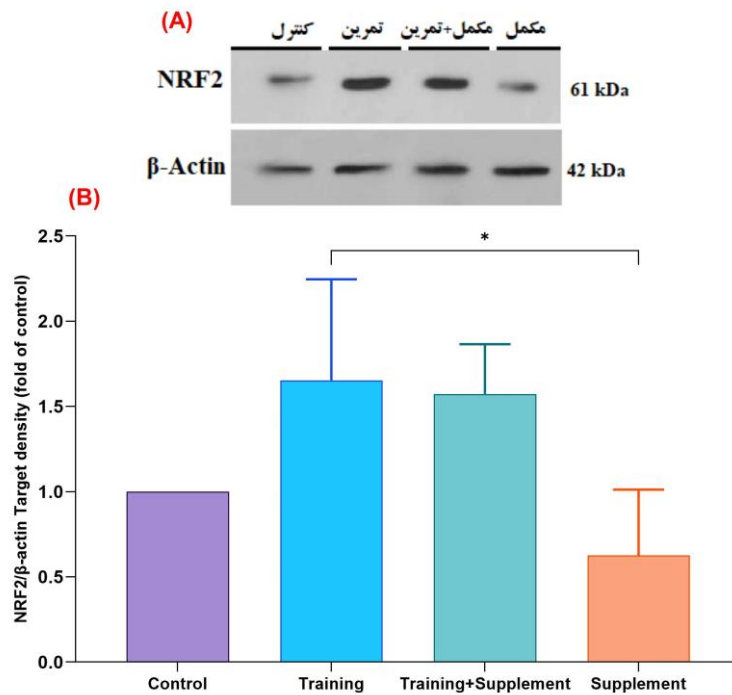 (A)
کنترل تمرین مکمل+تمرین مکمل
NRF2 61 kDa
β-Actin 42 kDa
(B)
NRF2/β-actin Target density (fold of control)
2.5
2.0
1.5
1.0
0.5
0.0
*
Control Training Training+Supplement Supplement